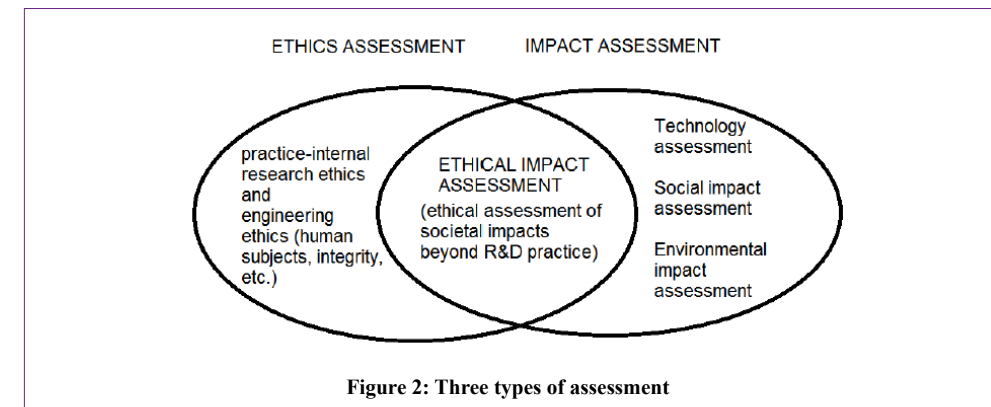 ETHICS ASSESSMENT
IMPACT ASSESSMENT
practice-internal
research ethics
and
engineering
ethics (human
subjects, integrity,
etc.)
ETHICAL IMPACT
ASSESSMENT
(ethical assessment of
societal impacts
beyond R&D practice)
Technology
assessment
Social impact
assessment
Environmental
impact
assessment
Figure 2: Three types of assessment